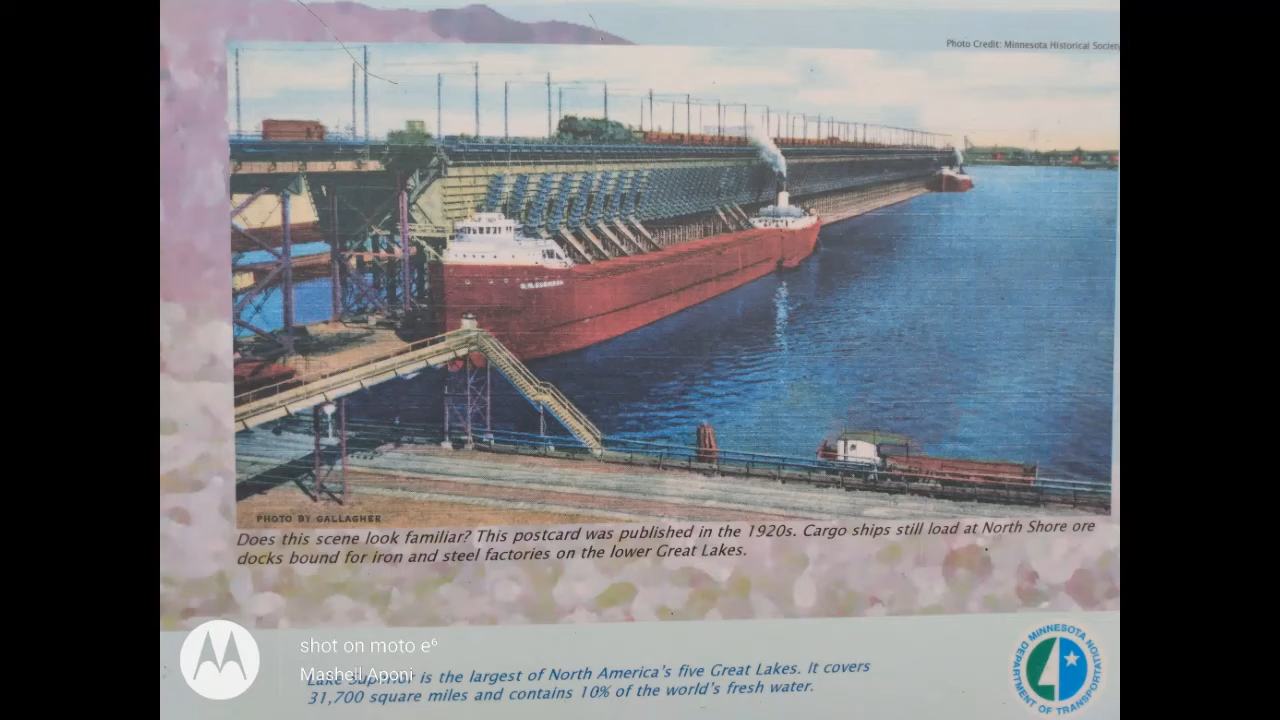 Photo Credit: Minnesota Historical Society
PHOTO BY GALLAGHER
Does this scene look familiar? This postcard was published in the 1920s. Cargo ships still load at North Shore ore
docks bound for iron and steel factories on the lower Great Lakes.
shot on moto e⁶
Mashell Aponi
Lake Superior is the largest of North America's five Great Lakes. It covers
31,700 square miles and contains 10% of the world's fresh water.
MINNESOTA DEPARTMENT OF TRANSPORTATION